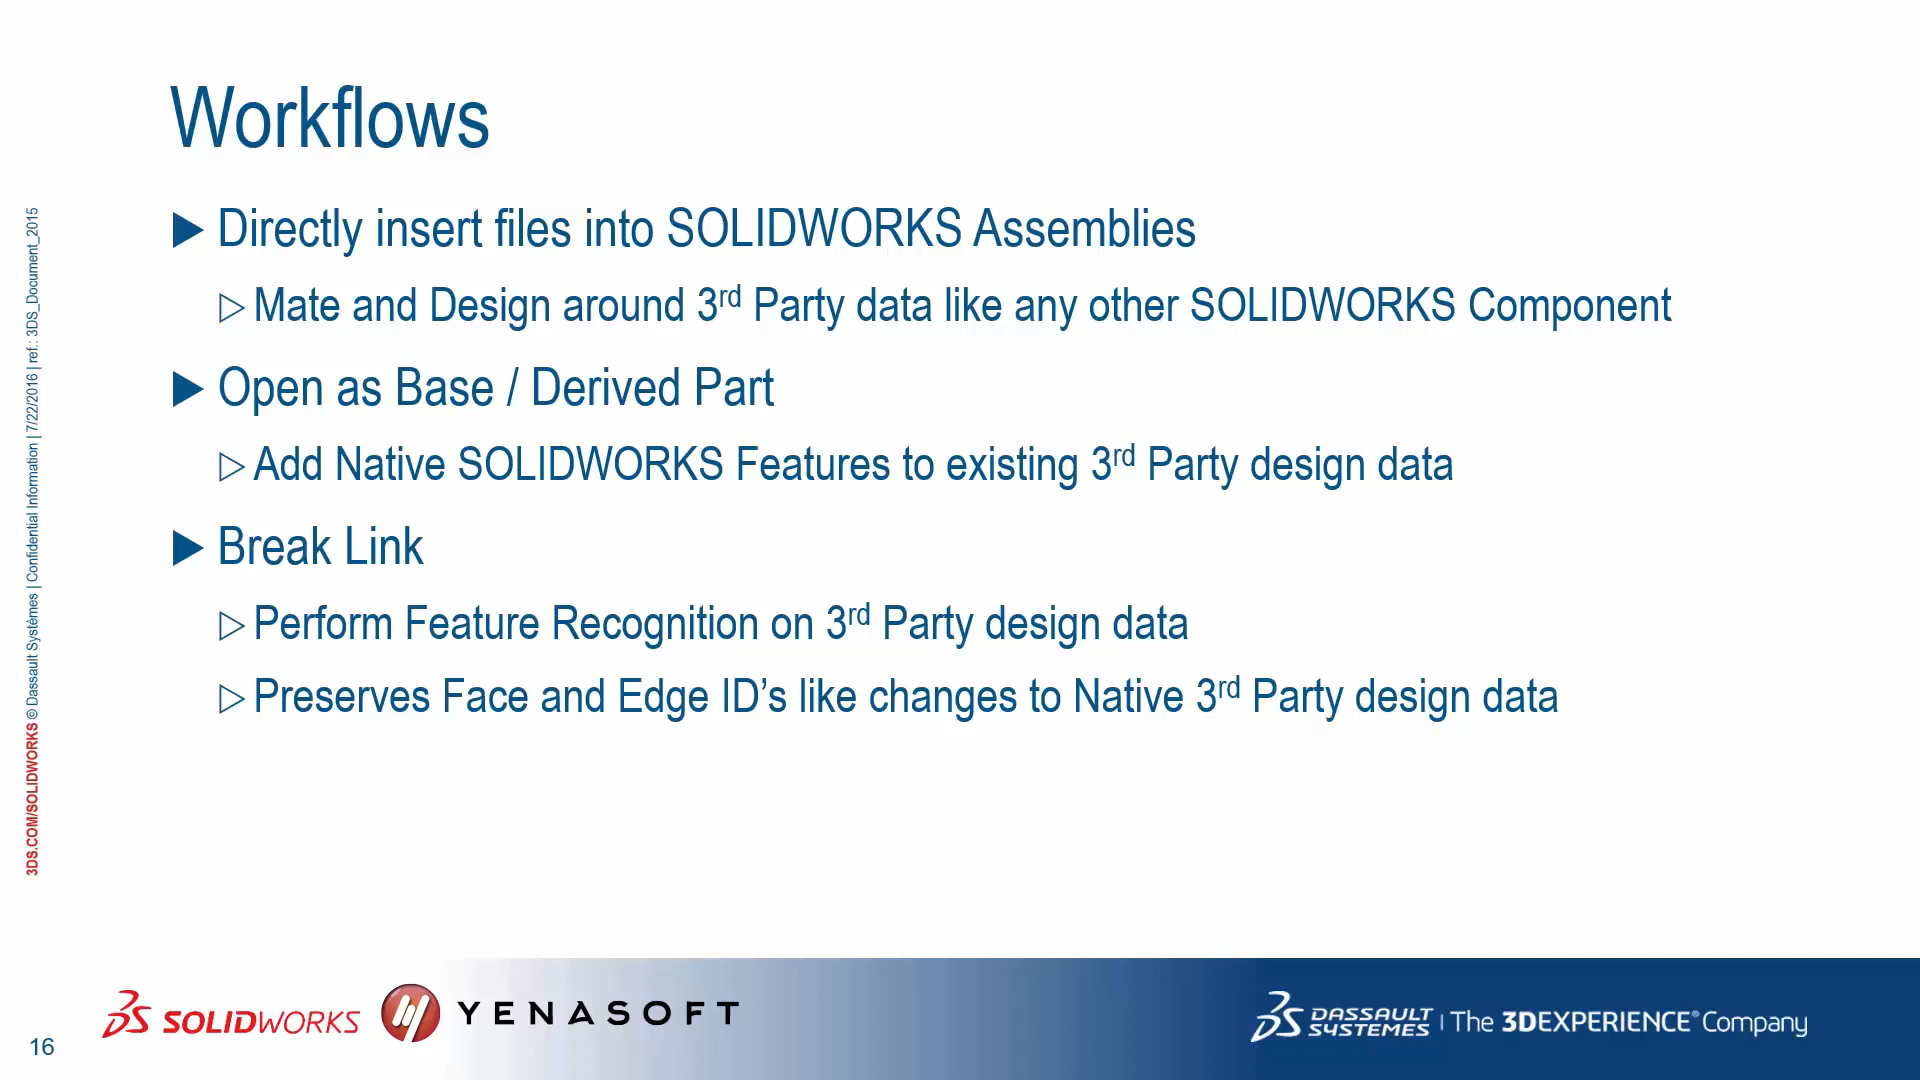 Workflows
Directly insert files into SOLIDWORKS Assemblies
Mate and Design around 3rd Party data like any other SOLIDWORKS Component
Open as Base / Derived Part
Add Native SOLIDWORKS Features to existing 3rd Party design data
Break Link
Perform Feature Recognition on 3rd Party design data
Preserves Face and Edge ID’s like changes to Native 3rd Party design data
3DS.COM/SOLIDWORKS © Dassault Systèmes | Confidential Information | 7/22/2016 | ref.: 3DS_Document_2015
16
SOLIDWORKS
YENASOFT
DASSAULT SYSTEMES | The 3DEXPERIENCE® Company